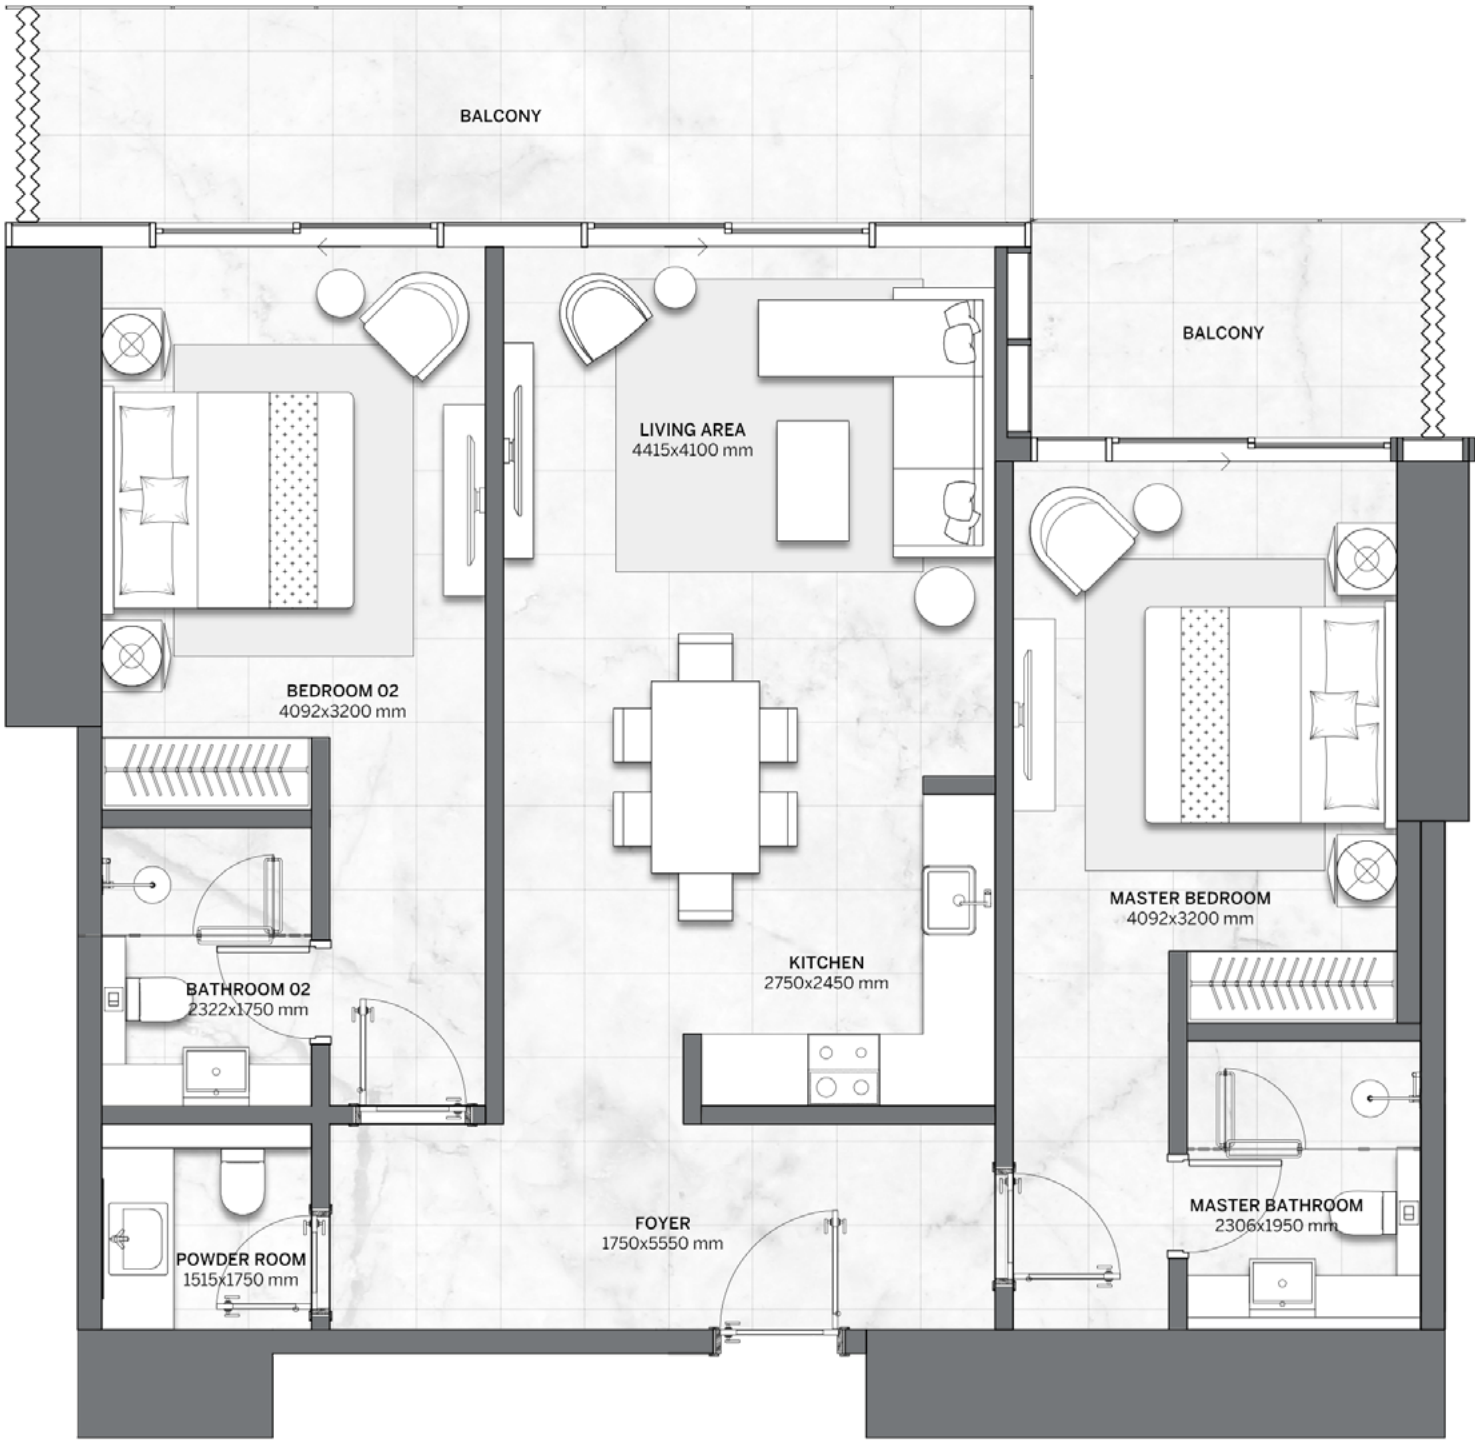 BALCONY
BALCONY
LIVING AREA
4415x4100 mm
BEDROOM 02
4092x3200 mm
MASTER BEDROOM
4092x3200 mm
KITCHEN
2750x2450 mm
BATHROOM 02
2322x1750 mm
MASTER BATHROOM
2306x1950 mm
FOYER
1750x5550 mm
POWDER ROOM
1515x1750 mm